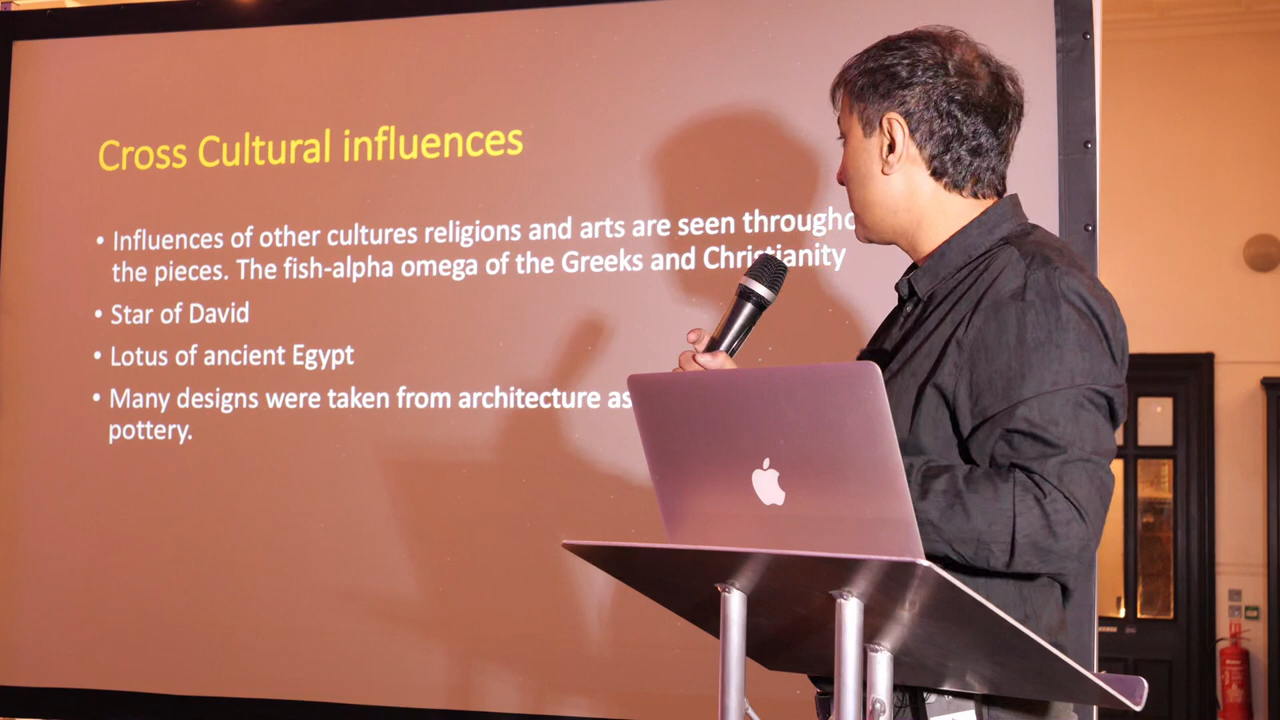 Cross Cultural influences
• Influences of other cultures religions and arts are seen
the pieces. The fish-alpha omega of the Greeks and Christianity
• Star of David
• Lotus of ancient Egypt
• Many designs were taken from architecture as
pottery.